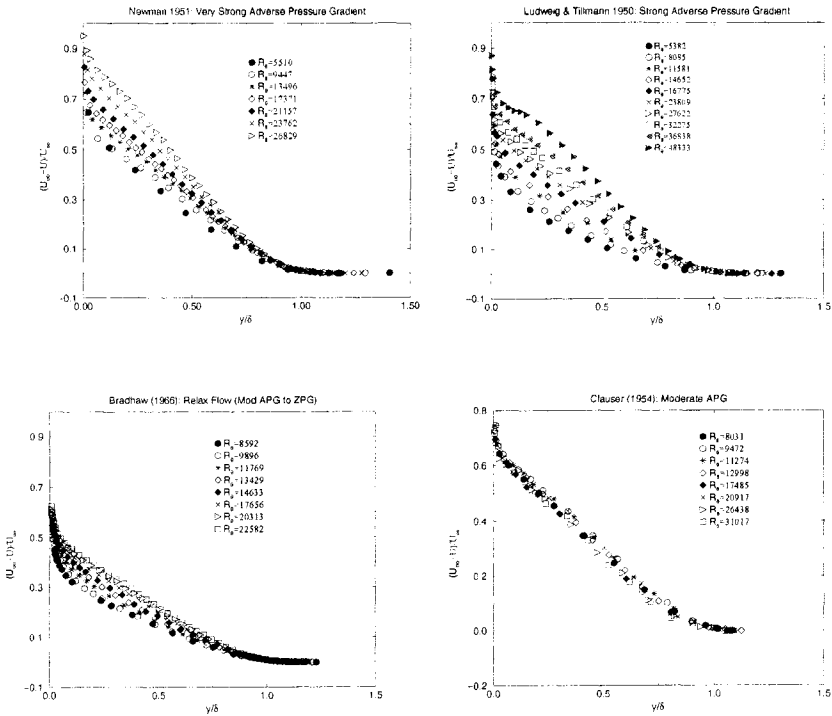 Newman 1951: Very Strong Adverse Pressure Gradient
0.9
0.7
0.5
0.3
0.1
-0.1
(U∞-U)/U∞
Rθ=5510
Rθ=9447
Rθ=13496
Rθ=17371
Rθ=21157
Rθ=23762
Rθ=26829
0.00
0.50
1.00
1.50
y/δ
Ludweig & Tillmann 1950: Strong Adverse Pressure Gradient
0.9
0.7
0.5
0.3
0.1
-0.1
(U∞-U)/U∞
Rθ=5382
Rθ=8095
Rθ=11581
Rθ=14652
Rθ=16775
Rθ=23809
Rθ=27622
Rθ=32275
Rθ=36838
Rθ=48333
0.0
0.5
1.0
1.5
y/δ
Bradhaw (1966): Relax Flow (Mod APG to ZPG)
0.9
0.7
0.5
0.3
0.1
-0.1
(U∞-U)/U∞
Rθ=8592
Rθ=9896
Rθ=11769
Rθ=13429
Rθ=14633
Rθ=17656
Rθ=20313
Rθ=22582
0.0
0.5
1.0
1.5
y/δ
Clauser (1954): Moderate APG
0.8
0.6
0.4
0.2
0.0
-0.2
(U∞-U)/U∞
Rθ=8031
Rθ=9472
Rθ=11274
Rθ=12998
Rθ=17485
Rθ=20917
Rθ=26438
Rθ=31017
0.0
0.5
1.0
1.5
y/δ